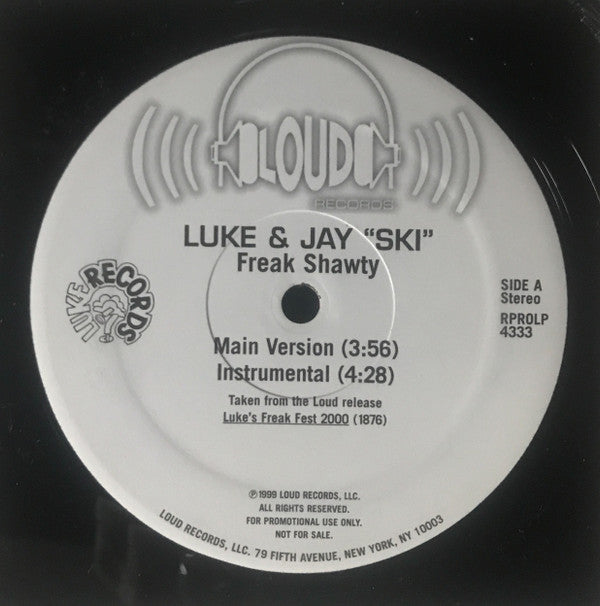 LOUD
RECORDS
LUKE & JAY “SKI”
Freak Shawty
LUKE RECORDS
SIDE A
Stereo
RPROLP
4333
Main Version (3:56)
Instrumental (4:28)
Taken from the Loud release
Luke's Freak Fest 2000 (1876)
℗ 1999 LOUD RECORDS, LLC.
ALL RIGHTS RESERVED.
FOR PROMOTIONAL USE ONLY.
NOT FOR SALE.
LOUD RECORDS, LLC. 79 FIFTH AVENUE, NEW YORK, NY 10003